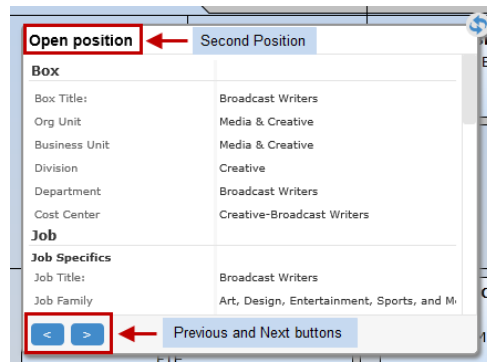 Open position Second Position
Box
Box Title: Broadcast Writers
Org Unit Media & Creative
Business Unit Media & Creative
Division Creative
Department Broadcast Writers
Cost Center Creative-Broadcast Writers
Job
Job Specifics
Job Title: Broadcast Writers
Job Family Art, Design, Entertainment, Sports, and M
< > Previous and Next buttons